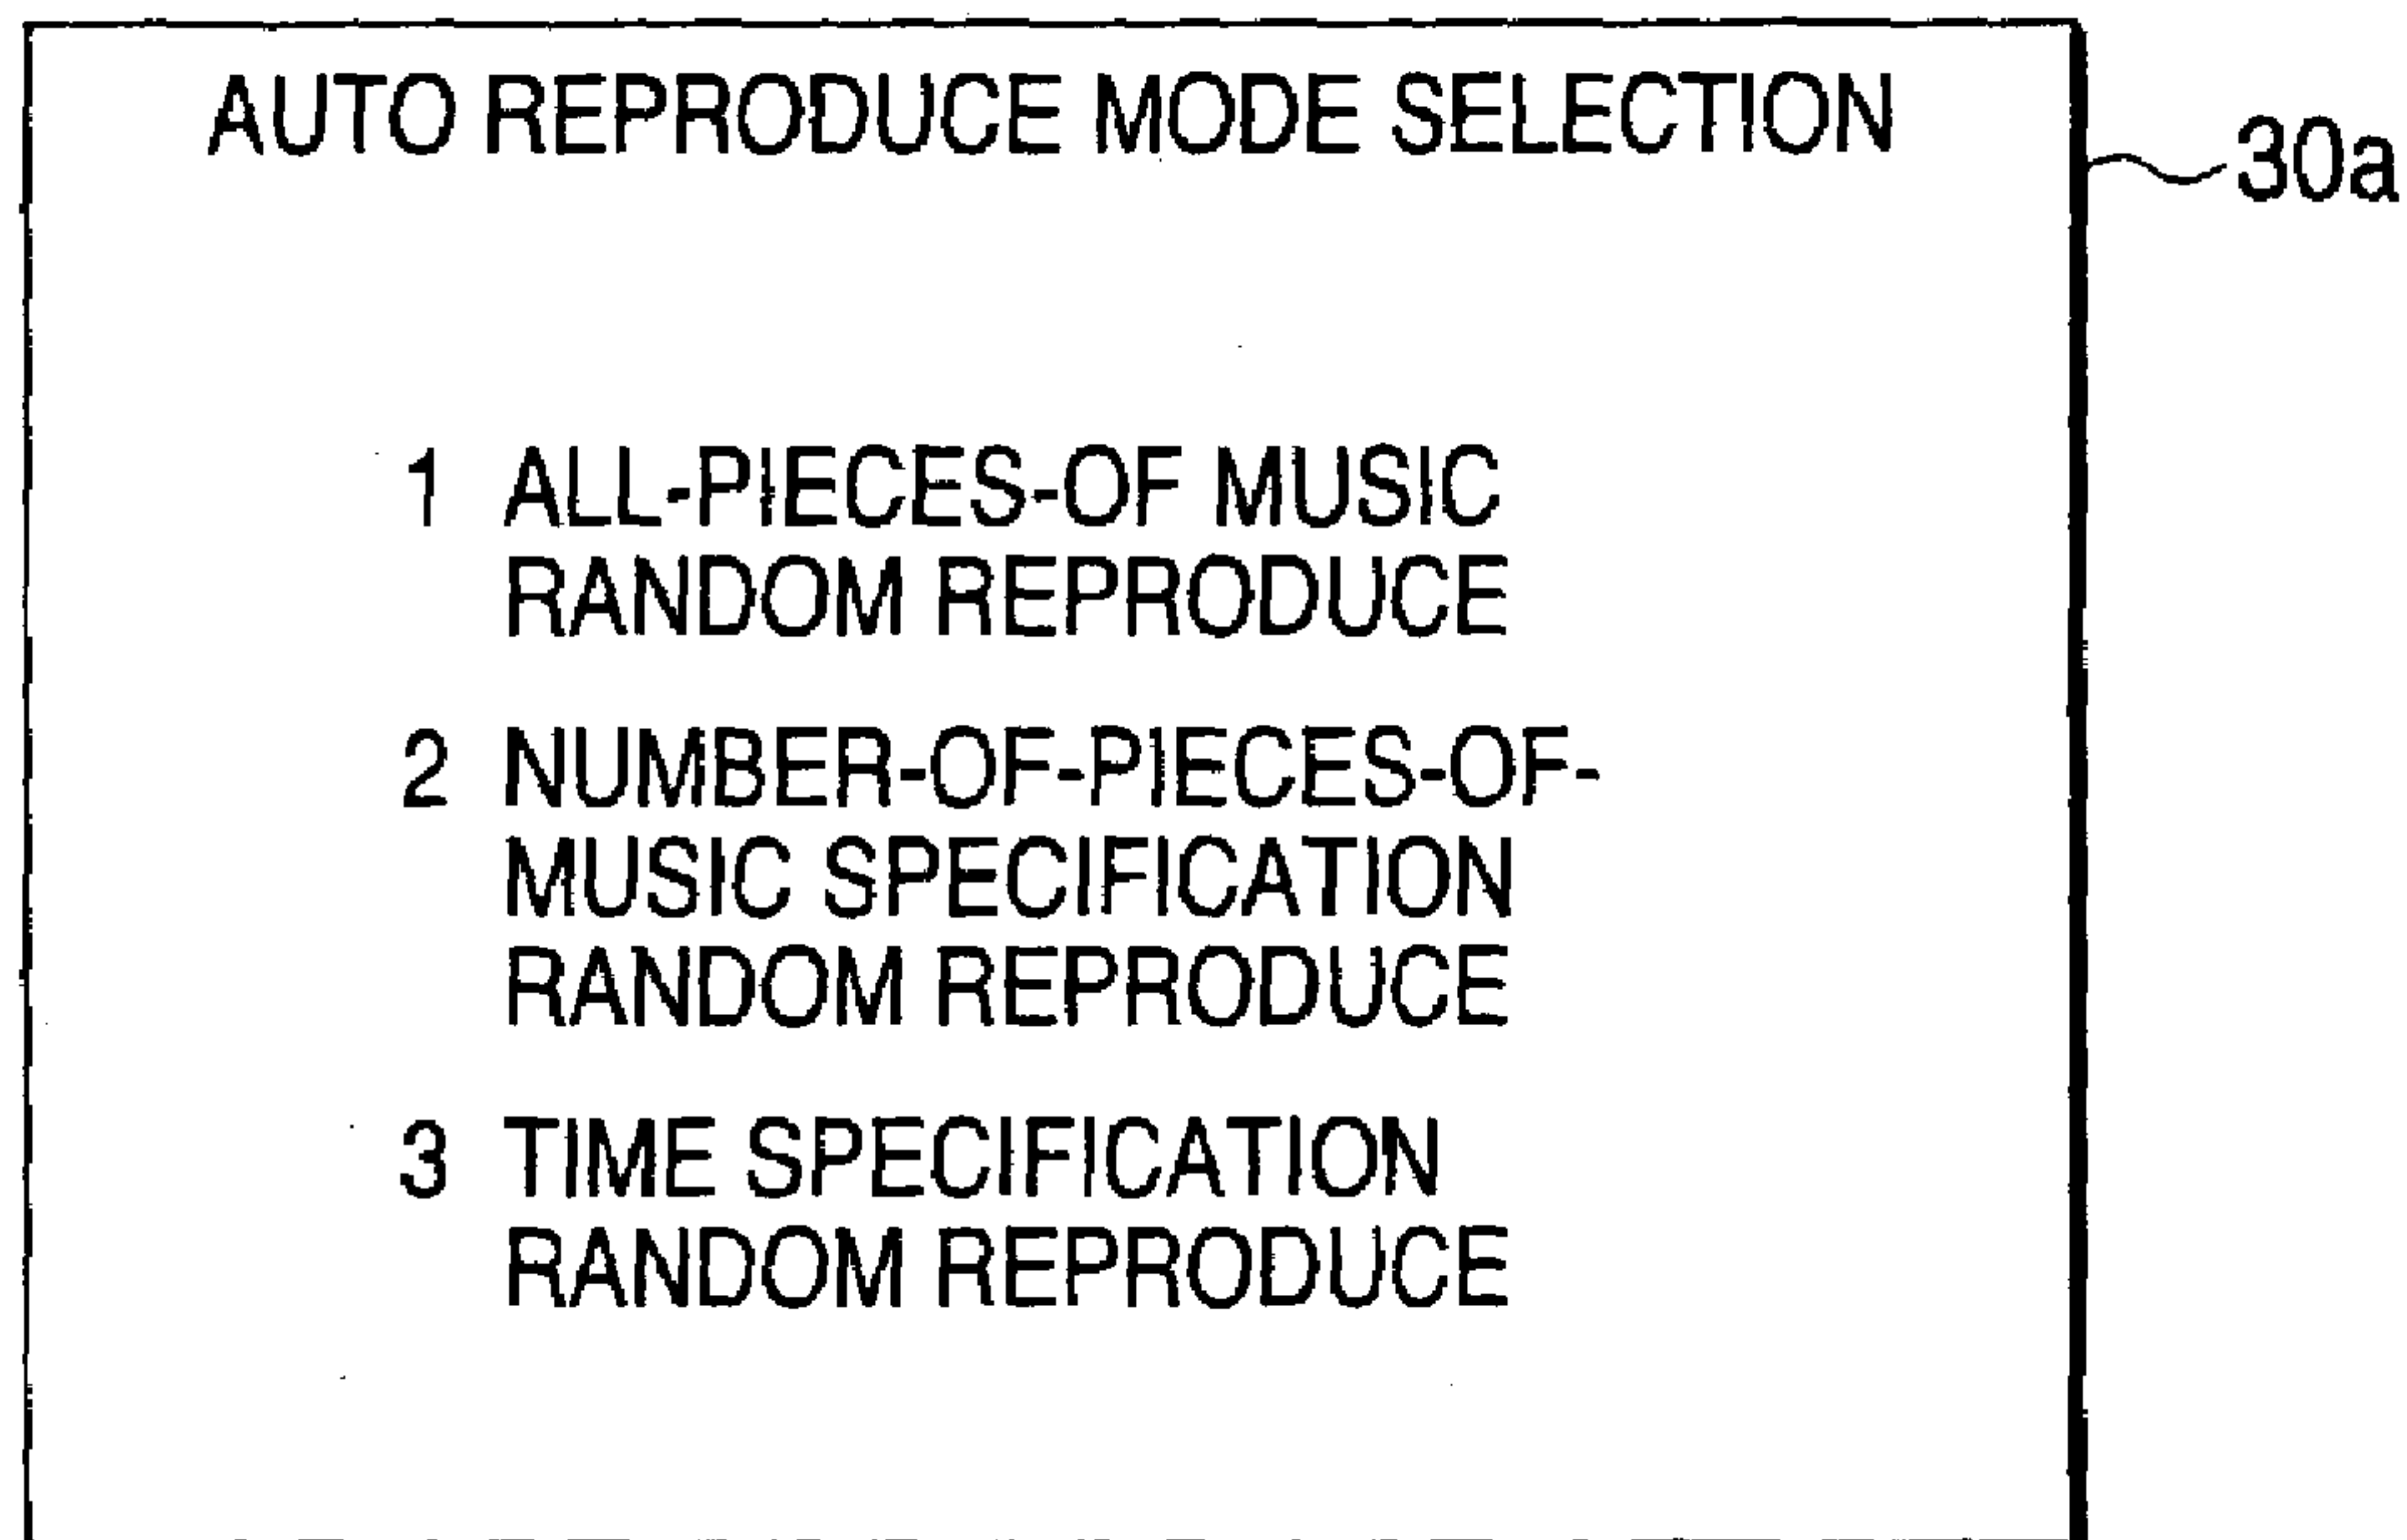 AUTO REPRODUCE MODE SELECTION
30a
1 ALL-PIECES-OF MUSIC
RANDOM REPRODUCE
2 NUMBER-OF-PIECES-OF-
MUSIC SPECIFICATION
RANDOM REPRODUCE
3 TIME SPECIFICATION
RANDOM REPRODUCE